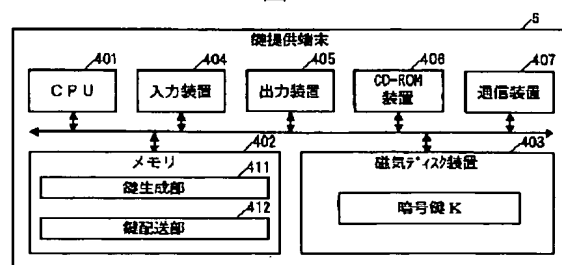 図
5
鍵提供端末
401
404
405
406
407
CPU
入力装置
出力装置
CD-ROM
装置
通信装置
402
403
メモリ
磁気ディスク装置
411
鍵生成部
暗号鍵K
412
鍵配送部